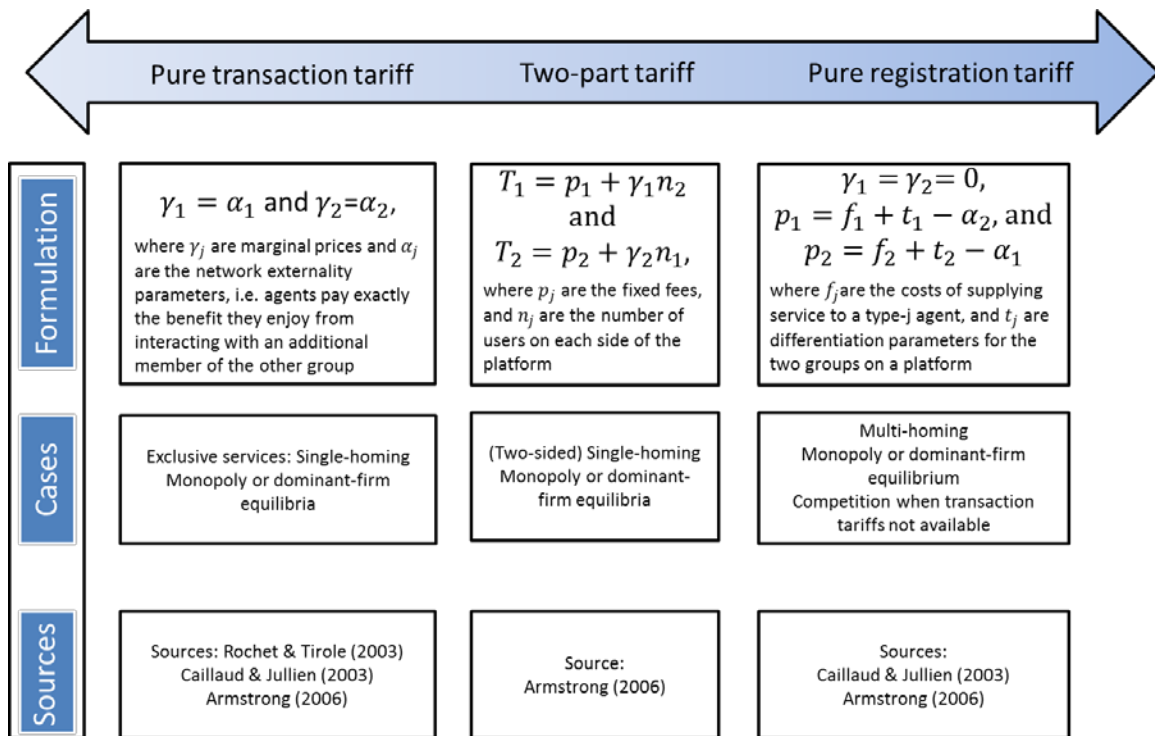 Pure transaction tariff
Two-part tariff
Pure registration tariff
Formulation
γ₁ = α₁ and γ₂=α₂,
where γⱼ are marginal prices and αⱼ
are the network externality
parameters, i.e. agents pay exactly
the benefit they enjoy from
interacting with an additional
member of the other group
T₁ = p₁ + γ₁n₂
and
T₂ = p₂ + γ₂n₁,
where pⱼ are the fixed fees,
and nⱼ are the number of
users on each side of the
platform
γ₁ = γ₂= 0,
p₁ = f₁ + t₁ − α₂, and
p₂ = f₂ + t₂ − α₁
where fⱼare the costs of supplying
service to a type-j agent, and tⱼ are
differentiation parameters for the
two groups on a platform
Cases
Exclusive services: Single-homing
Monopoly or dominant-firm
equilibria
(Two-sided) Single-homing
Monopoly or dominant-
firm equilibria
Multi-homing
Monopoly or dominant-firm
equilibrium
Competition when transaction
tariffs not available
Sources
Sources: Rochet & Tirole (2003)
Caillaud & Jullien (2003)
Armstrong (2006)
Source:
Armstrong (2006)
Sources:
Caillaud & Jullien (2003)
Armstrong (2006)